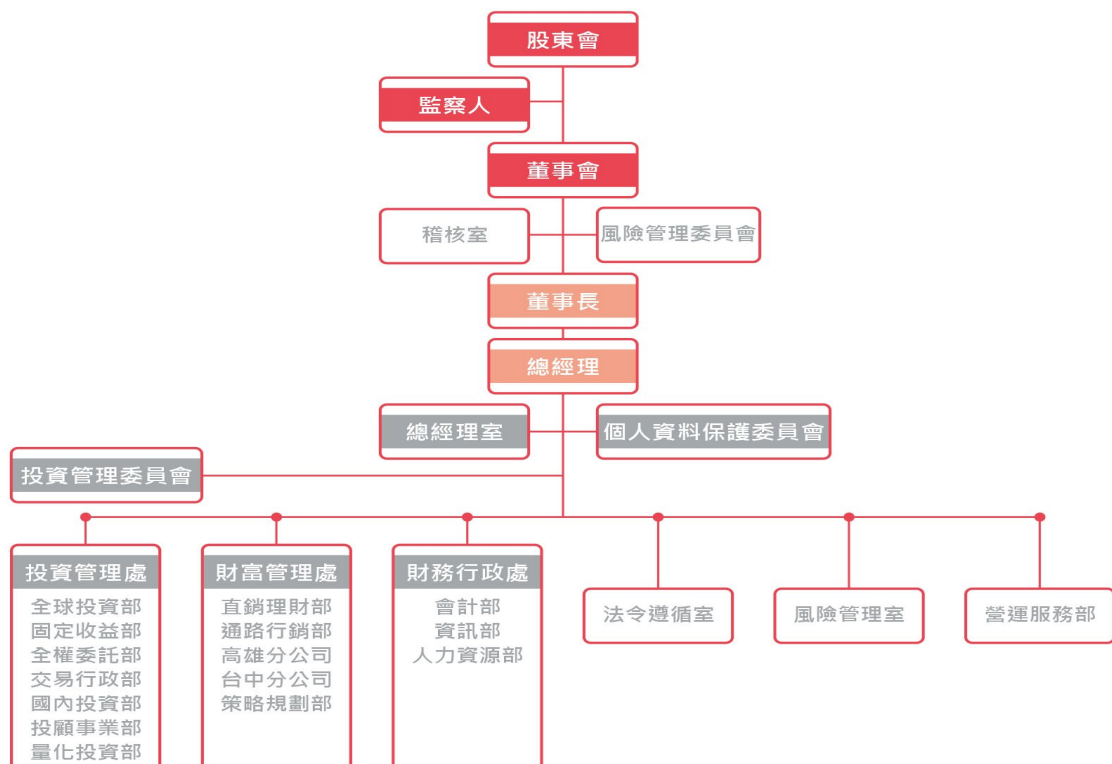 股東會
監察人
董事會
稽核室
風險管理委員會
董事長
總經理
總經理室
個人資料保護委員會
投資管理委員會
投資管理處
全球投資部
固定收益部
全權委託部
交易行政部
國內投資部
投顧事業部
量化投資部
財富管理處
直銷理財部
通路行銷部
高雄分公司
台中分公司
策略規劃部
財務行政處
會計部
資訊部
人力資源部
法令遵循室
風險管理室
營運服務部